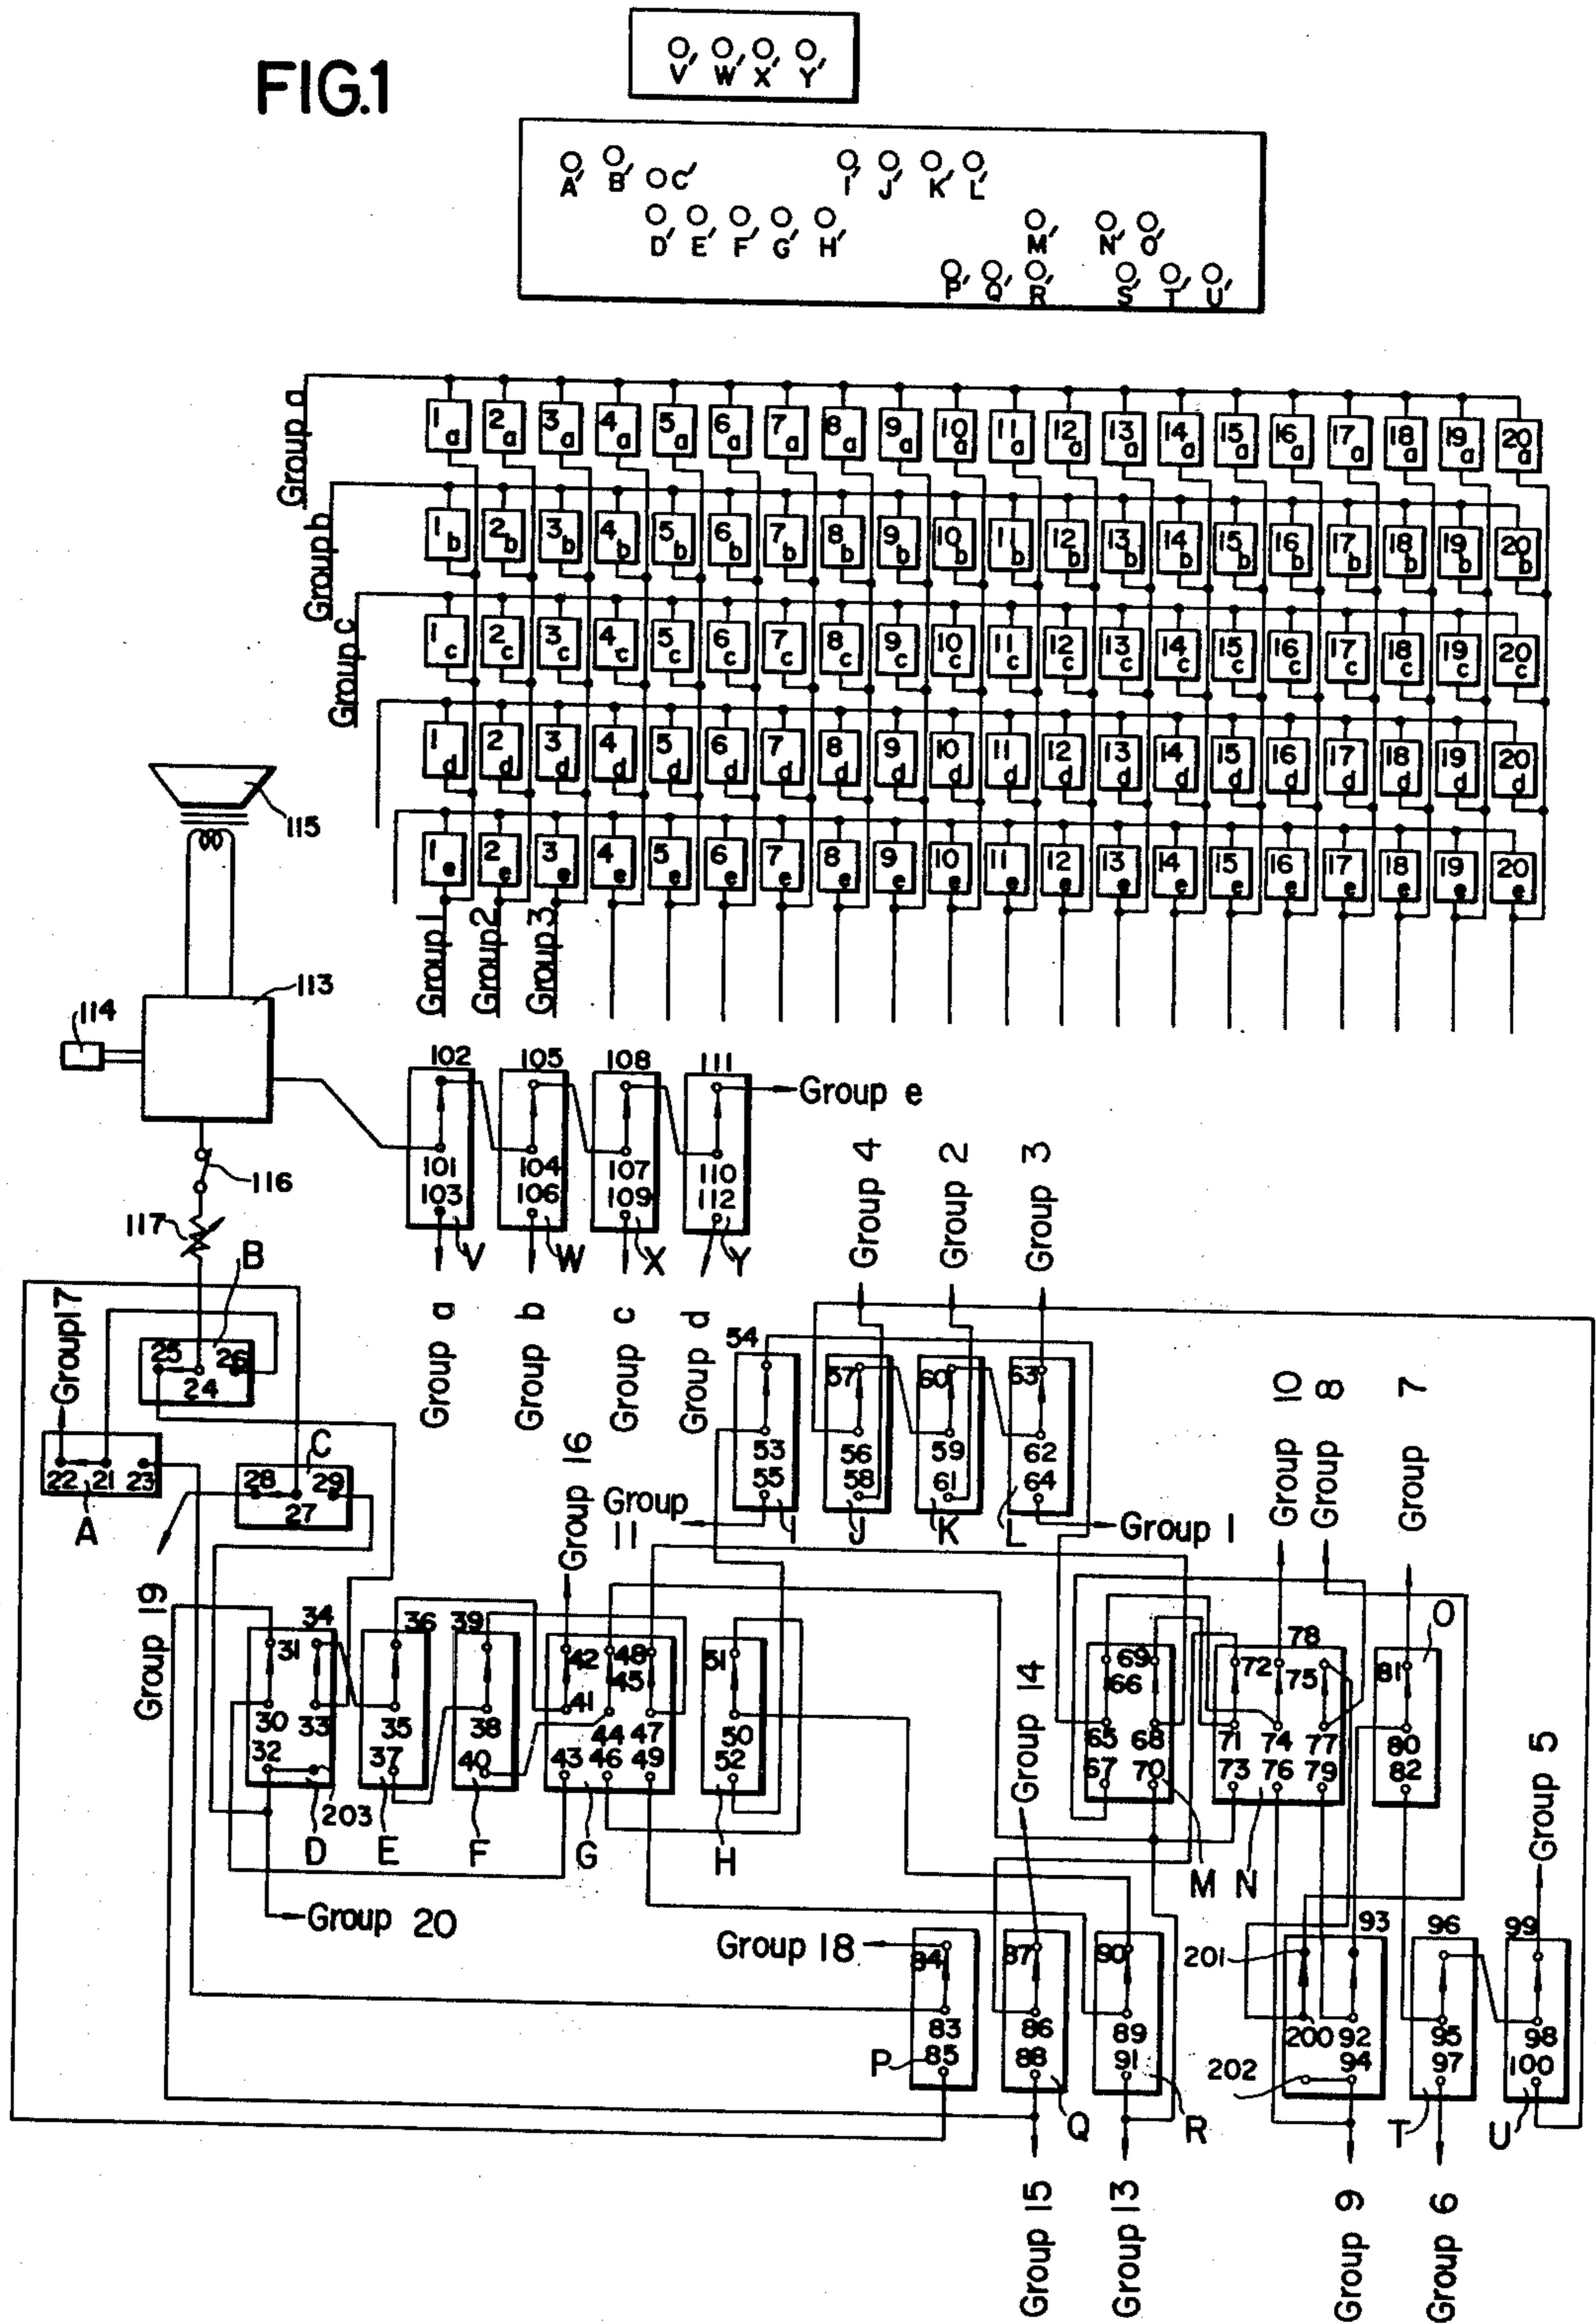 FIG.1
V' W' X' Y'
A' B' C' I' J' K' L'
D' E' F' G' H' M' N' O'
P' Q' R' S' T' U'
Group a
1a 2a 3a 4a 5a 6a 7a 8a 9a 10a 11a 12a 13a 14a 15a 16a 17a 18a 19a 20a
Group b
1b 2b 3b 4b 5b 6b 7b 8b 9b 10b 11b 12b 13b 14b 15b 16b 17b 18b 19b 20b
Group c
1c 2c 3c 4c 5c 6c 7c 8c 9c 10c 11c 12c 13c 14c 15c 16c 17c 18c 19c 20c
1d 2d 3d 4d 5d 6d 7d 8d 9d 10d 11d 12d 13d 14d 15d 16d 17d 18d 19d 20d
1e 2e 3e 4e 5e 6e 7e 8e 9e 10e 11e 12e 13e 14e 15e 16e 17e 18e 19e 20e
Group 1
Group 2
Group 3
115
113
114
116
117
102 105 108 111
Group e
101 104 107 110
103 106 109 112
V W X Y
Group a
Group b
Group c
Group d
Group 4
Group 2
Group 3
B
Group 17
25 26
24
22 21 23
A
C
28 29
27
54 57 60 63
53 56 59 62
55 58 61 64
I J K L
Group 11
Group 1
Group 16
Group 10
Group 8
Group 7
Group 19
31 34 36 39 42 48 45 51
30 33 35 38 41 44 47 50
32 37 40 43 46 49 52
203
D E F G H
Group 20
Group 14
69 66 72 78 75 81 O
65 68 71 74 77 80
67 70 73 76 79 82
M N
Group 5
Group 18
84 87 90 201 93 96 99
83 86 89 200 92 95 98
P 85 88 91 202 94 97 100
Q R T U
Group 15
Group 13
Group 9
Group 6